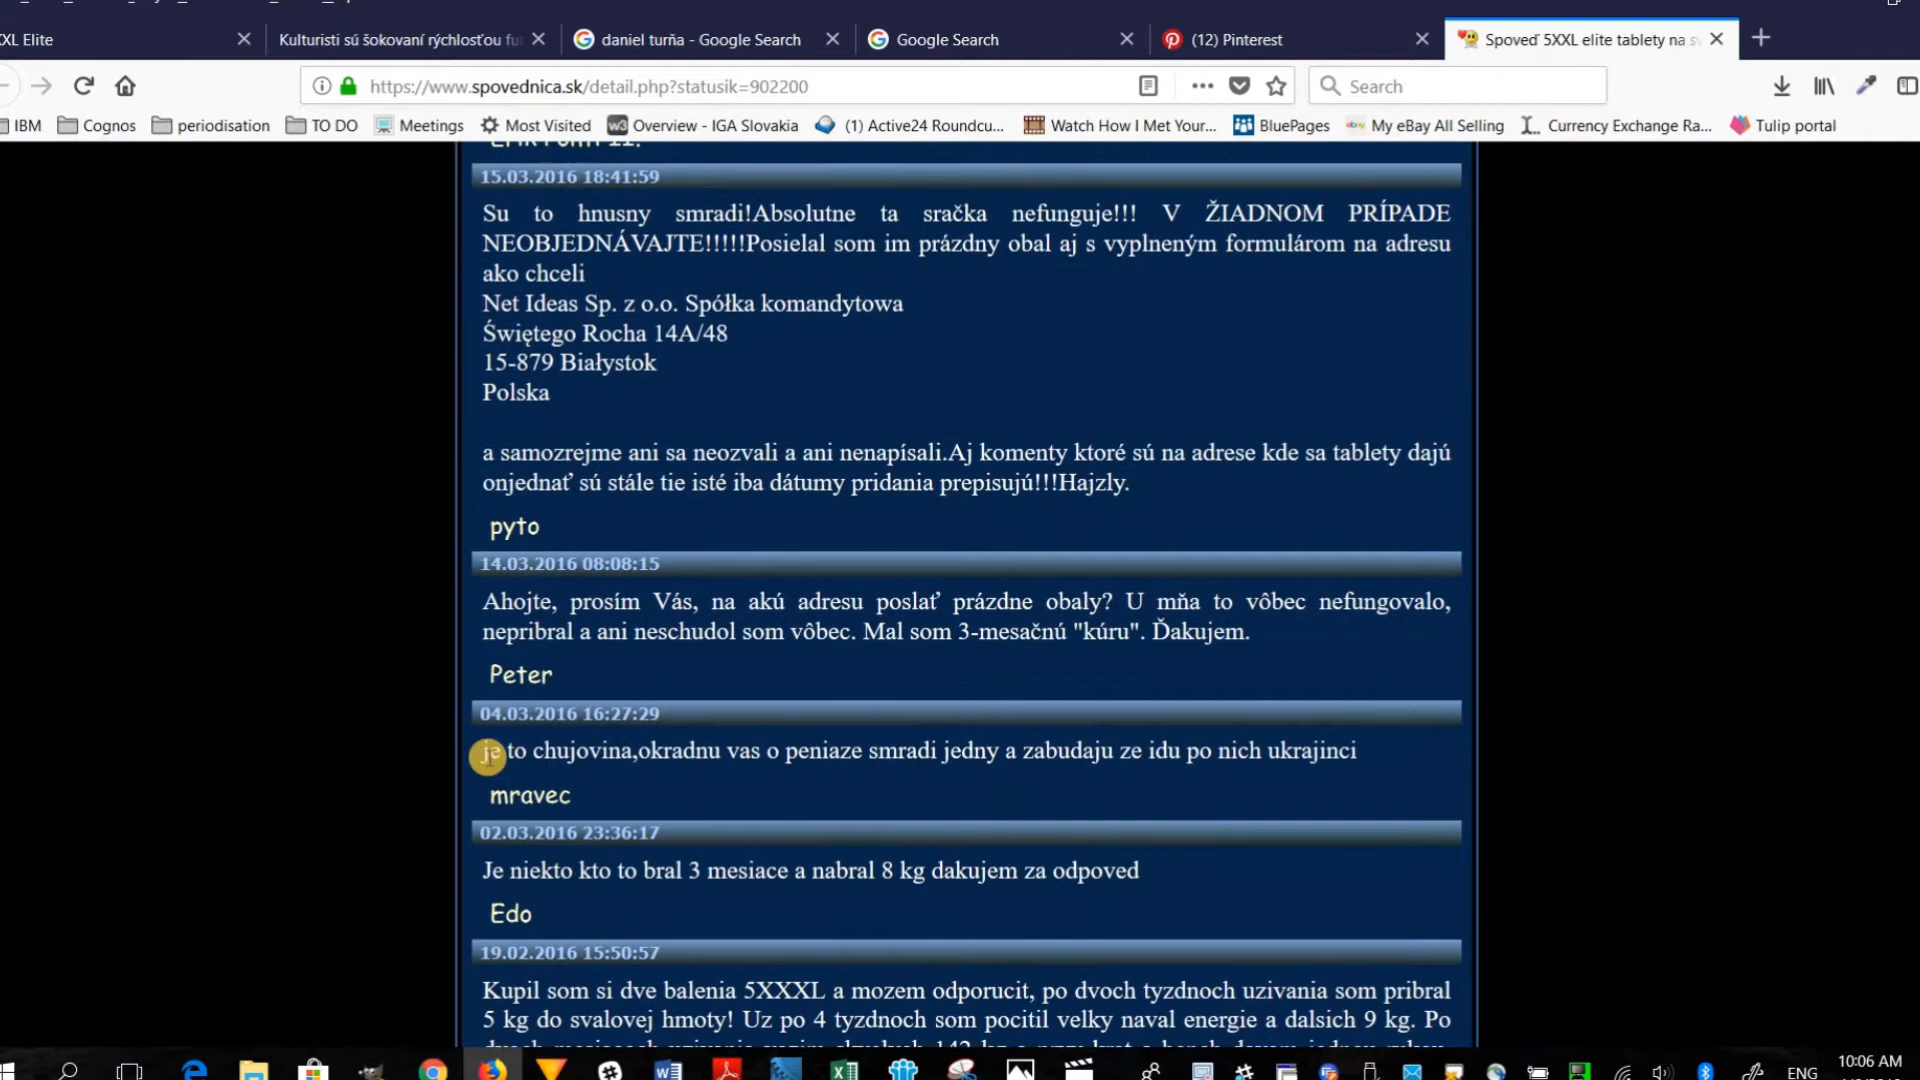 XL Elite
Kulturisti sú šokovaní rýchlosťou fu
daniel turňa - Google Search
Google Search
(12) Pinterest
Spoveď 5XXL elite tablety na s
https://www.spovednica.sk/detail.php?statusik=902200
Search
IBM
Cognos
periodisation
TO DO
Meetings
Most Visited
Overview - IGA Slovakia
(1) Active24 Roundcu...
Watch How I Met Your...
BluePages
My eBay All Selling
Currency Exchange Ra...
Tulip portal
15.03.2016 18:41:59
Su to hnusny smradi!Absolutne ta sračka nefunguje!!! V ŽIADNOM PRÍPADE
NEOBJEDNÁVAJTE!!!!!Posielal som im prázdny obal aj s vyplneným formulárom na adresu
ako chceli
Net Ideas Sp. z o.o. Spółka komandytowa
Świętego Rocha 14A/48
15-879 Białystok
Polska
a samozrejme ani sa neozvali a ani nenapísali.Aj komenty ktoré sú na adrese kde sa tablety dajú
onjednať sú stále tie isté iba dátumy pridania prepisujú!!!Hajzly.
pyto
14.03.2016 08:08:15
Ahojte, prosím Vás, na akú adresu poslať prázdne obaly? U mňa to vôbec nefungovalo,
nepribral a ani neschudol som vôbec. Mal som 3-mesačnú "kúru". Ďakujem.
Peter
04.03.2016 16:27:29
je to chujovina,okradnu vas o peniaze smradi jedny a zabudaju ze idu po nich ukrajinci
mravec
02.03.2016 23:36:17
Je niekto kto to bral 3 mesiace a nabral 8 kg dakujem za odpoved
Edo
19.02.2016 15:50:57
Kupil som si dve balenia 5XXXL a mozem odporucit, po dvoch tyzdnoch uzivania som pribral
5 kg do svalovej hmoty! Uz po 4 tyzdnoch som pocitil velky naval energie a dalsich 9 kg. Po
10:06 AM
ENG